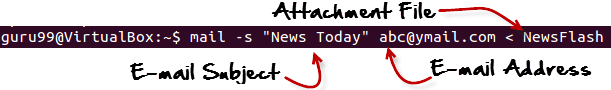 Attachment File
guru99@VirtualBox:~$ mail -s "News Today" abc@ymail.com < NewsFlash
E-mail Subject E-mail Address